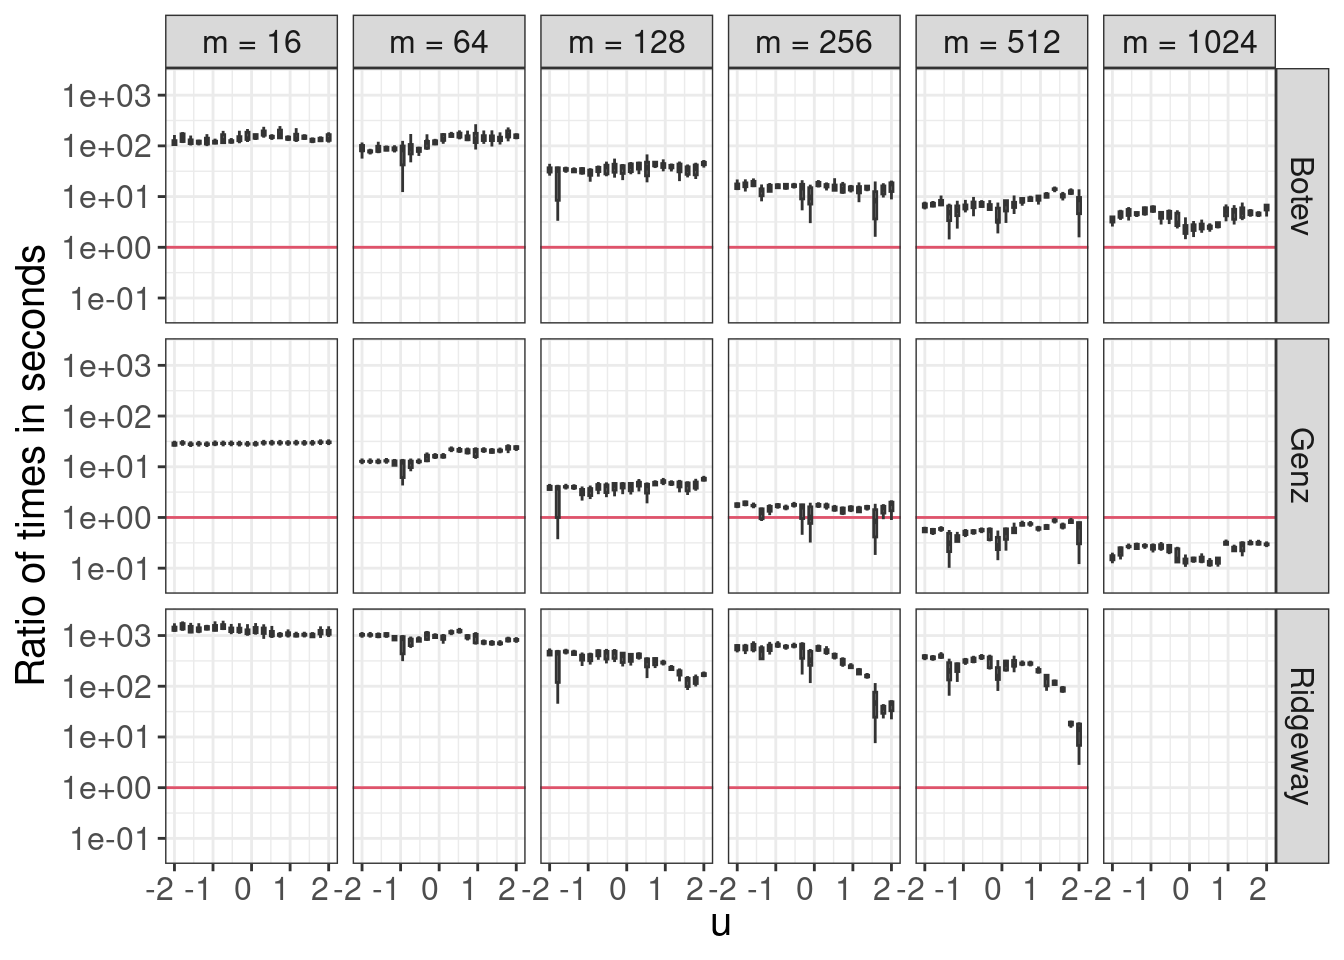 m = 16 m = 64 m = 128 m = 256 m = 512 m = 1024
1e+03
1e+02
1e+01
1e+00
1e-01
Botev
1e+03
1e+02
1e+01
1e+00
1e-01
Genz
1e+03
1e+02
1e+01
1e+00
1e-01
Ridgeway
Ratio of times in seconds
-2 -1 0 1 2 -2 -1 0 1 2 -2 -1 0 1 2 -2 -1 0 1 2 -2 -1 0 1 2 -2 -1 0 1 2
u